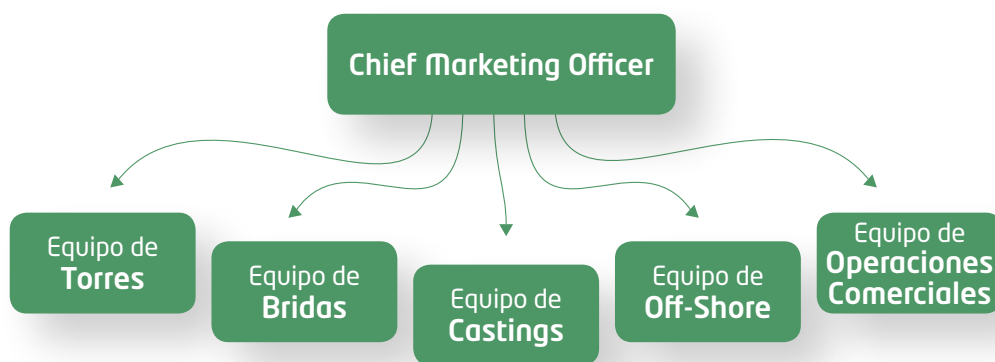 Chief Marketing Officer
Equipo de
Torres
Equipo de
Bridas
Equipo de
Castings
Equipo de
Off-Shore
Equipo de
Operaciones
Comerciales